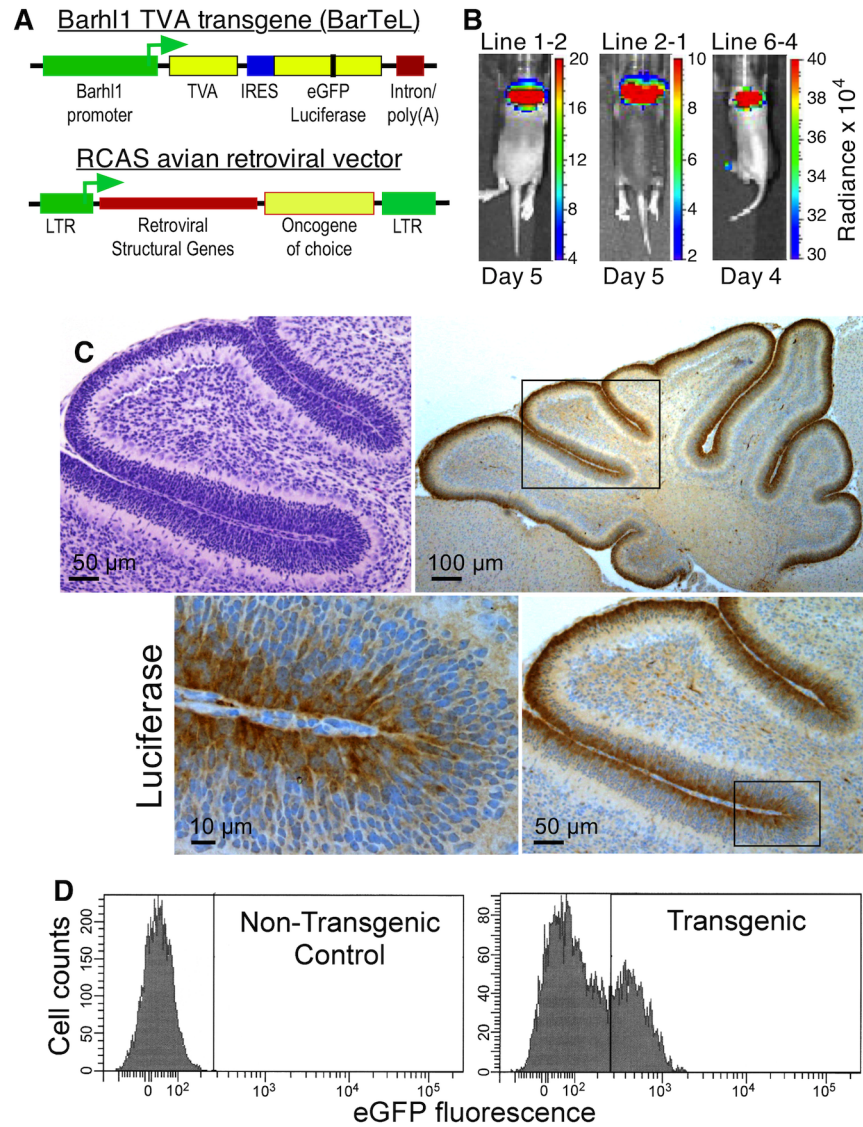 A
Barhl1 TVA transgene (BarTeL)
Barhl1
promoter
TVA
IRES
eGFP
Luciferase
Intron/
poly(A)
RCAS avian retroviral vector
LTR
Retroviral
Structural Genes
Oncogene
of choice
LTR
B
Line 1-2
Line 2-1
Line 6-4
20
16
12
8
4
10
8
6
4
2
40
38
36
34
32
30
Radiance x 10⁴
Day 5
Day 5
Day 4
C
50 µm
100 µm
Luciferase
10 µm
50 µm
D
Cell counts
200
150
100
50
0
Non-Transgenic
Control
0
10²
10³
10⁴
10⁵
80
60
40
20
0
Transgenic
0
10²
10³
10⁴
10⁵
eGFP fluorescence